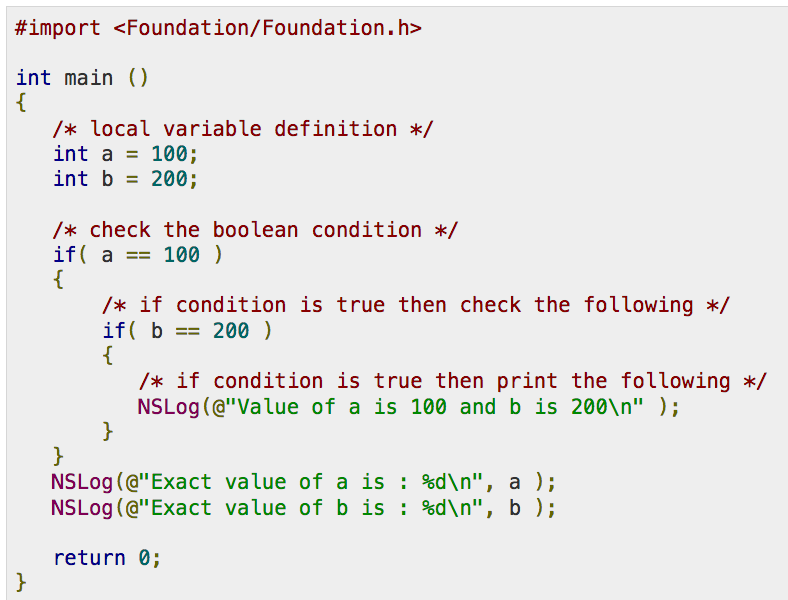 #import <Foundation/Foundation.h>

int main ()
{
   /* local variable definition */
   int a = 100;
   int b = 200;

   /* check the boolean condition */
   if( a == 100 )
   {
       /* if condition is true then check the following */
       if( b == 200 )
       {
          /* if condition is true then print the following */
          NSLog(@"Value of a is 100 and b is 200\n" );
       }
   }
   NSLog(@"Exact value of a is : %d\n", a );
   NSLog(@"Exact value of b is : %d\n", b );

   return 0;
}